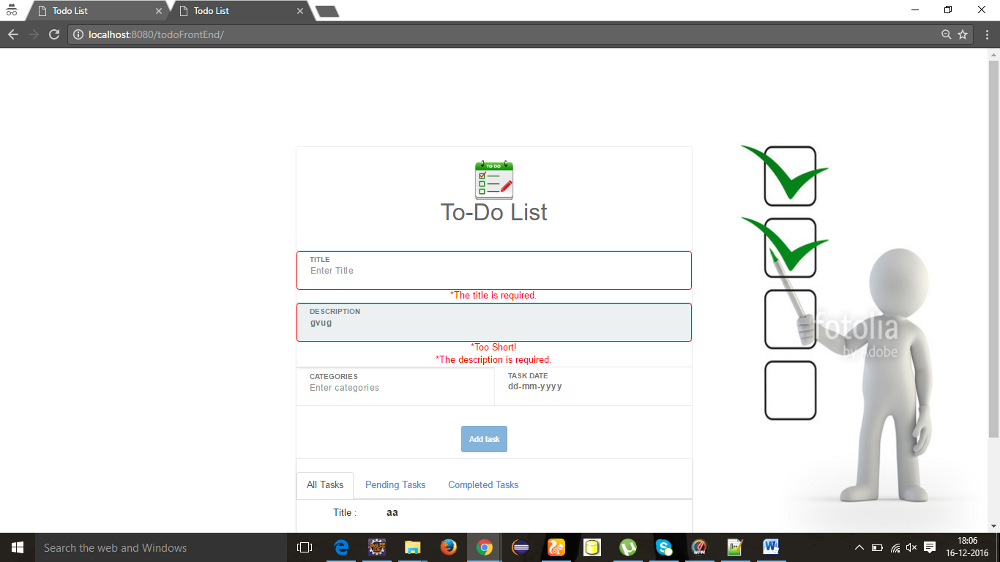 Todo List
Todo List
localhost:8080/todoFrontEnd/
TO DO
To-Do List
TITLE
Enter Title
*The title is required.
DESCRIPTION
gvug
*Too Short!
*The description is required.
CATEGORIES
Enter categories
TASK DATE
dd-mm-yyyy
Add task
All Tasks
Pending Tasks
Completed Tasks
Title :
aa
fotolia
by Adobe
Search the web and Windows
18:06
16-12-2016